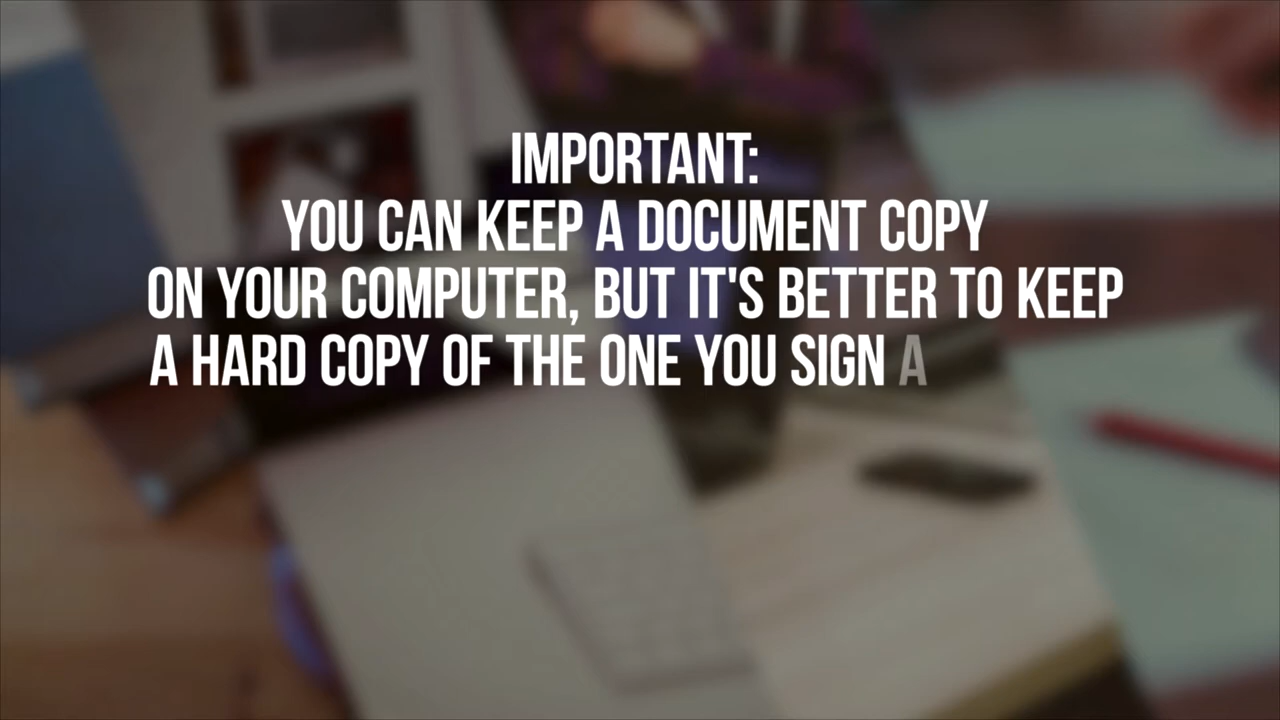 IMPORTANT:
YOU CAN KEEP A DOCUMENT COPY
ON YOUR COMPUTER, BUT IT'S BETTER TO KEEP
A HARD COPY OF THE ONE YOU SIGN A